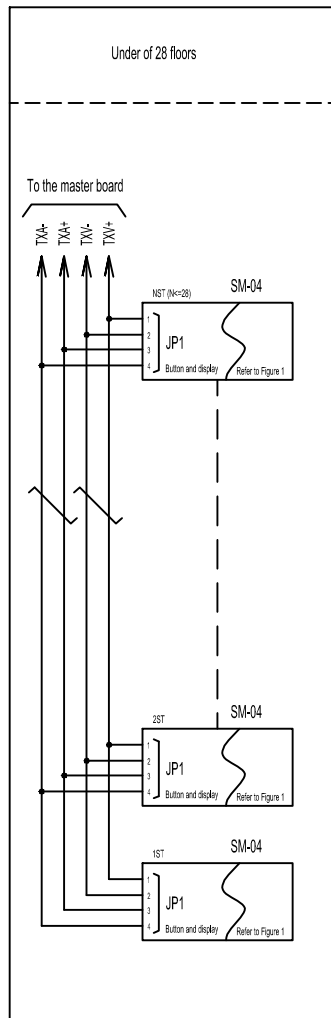 Under of 28 floors
To the master board
TXA-
TXA+
TXV-
TXV+
NST (N<=28)
SM-04
1
2
3
4
JP1
Button and display
Refer to Figure 1
2ST
SM-04
1
2
3
4
JP1
Button and display
Refer to Figure 1
1ST
SM-04
1
2
3
4
JP1
Button and display
Refer to Figure 1